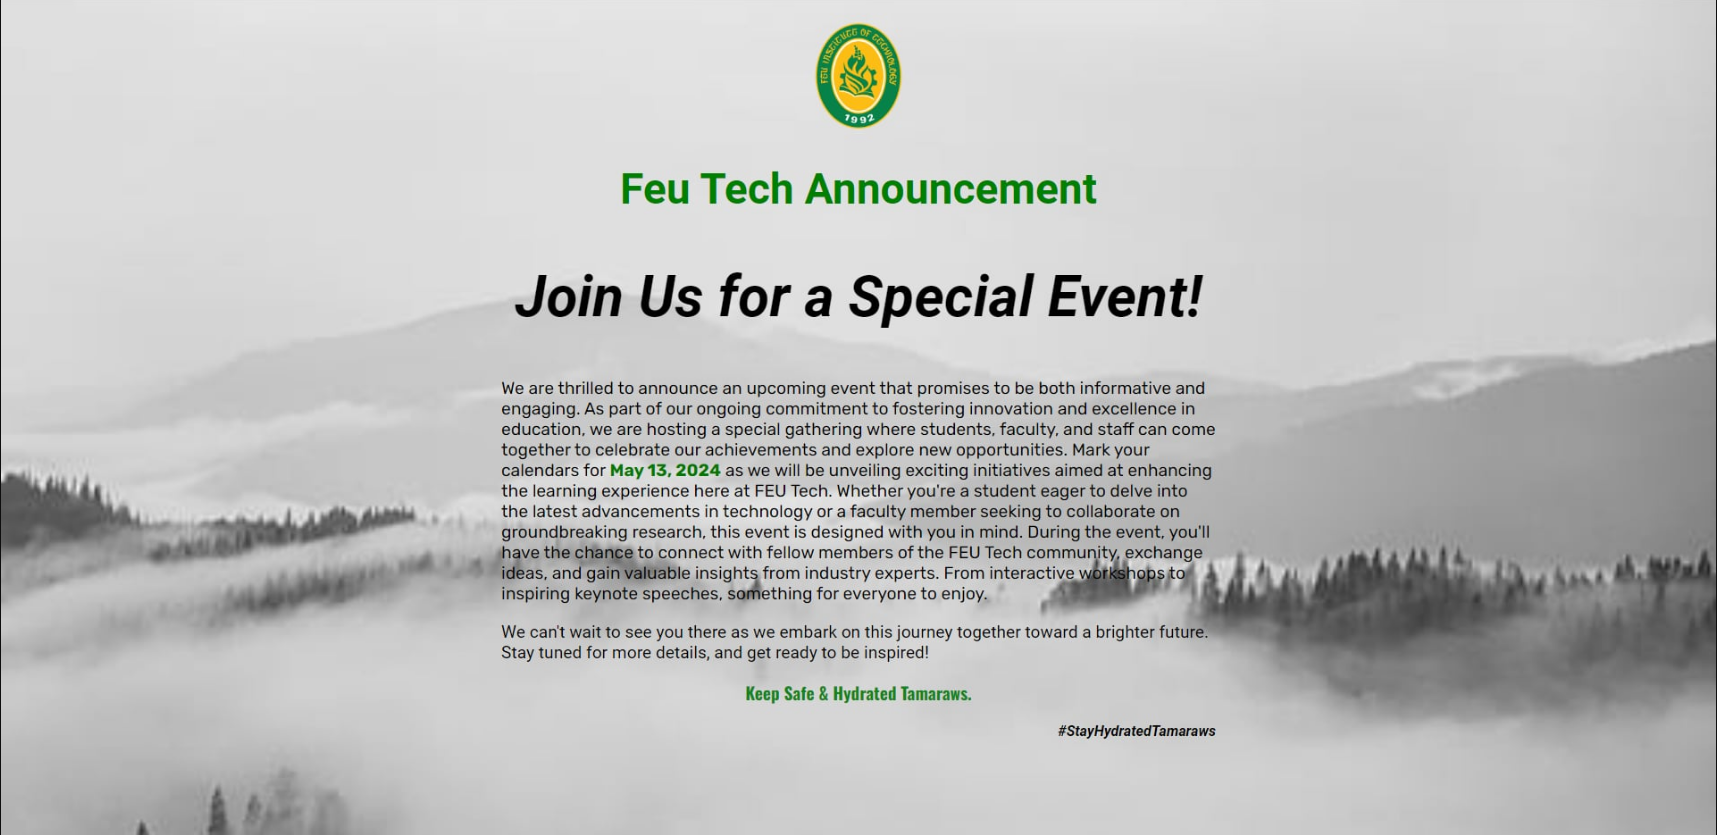 FEU INSTITUTE OF TECHNOLOGY
1992
Feu Tech Announcement
Join Us for a Special Event!
We are thrilled to announce an upcoming event that promises to be both informative and
engaging. As part of our ongoing commitment to fostering innovation and excellence in
education, we are hosting a special gathering where students, faculty, and staff can come
together to celebrate our achievements and explore new opportunities. Mark your
calendars for May 13, 2024 as we will be unveiling exciting initiatives aimed at enhancing
the learning experience here at FEU Tech. Whether you're a student eager to delve into
the latest advancements in technology or a faculty member seeking to collaborate on
groundbreaking research, this event is designed with you in mind. During the event, you'll
have the chance to connect with fellow members of the FEU Tech community, exchange
ideas, and gain valuable insights from industry experts. From interactive workshops to
inspiring keynote speeches, something for everyone to enjoy.
We can't wait to see you there as we embark on this journey together toward a brighter future.
Stay tuned for more details, and get ready to be inspired!
Keep Safe & Hydrated Tamaraws.
#StayHydratedTamaraws